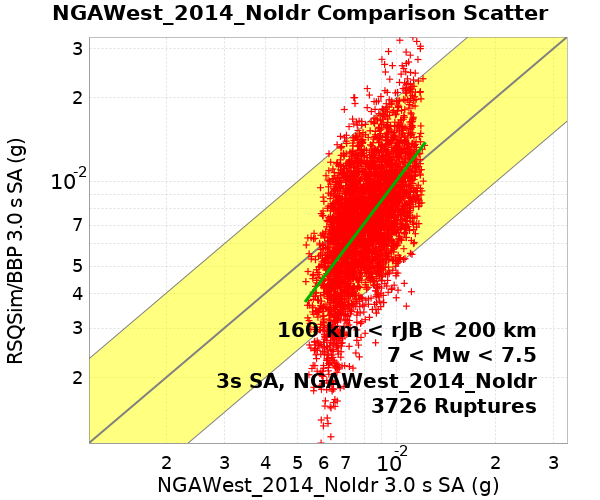 NGAWest_2014_NoIdr Comparison Scatter
3
2
10-2
7
5
4
3
2
RSQSim/BBP 3.0 s SA (g)
160 km < rJB < 200 km
7 < Mw < 7.5
3s SA, NGAWest_2014_NoIdr
3726 Ruptures
2 3 4 5 6 7 10-2 2 3
NGAWest_2014_NoIdr 3.0 s SA (g)